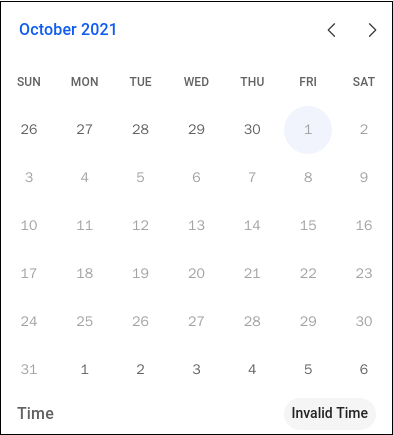 October 2021
SUN MON TUE WED THU FRI SAT
26 27 28 29 30 1 2
3 4 5 6 7 8 9
10 11 12 13 14 15 16
17 18 19 20 21 22 23
24 25 26 27 28 29 30
31 1 2 3 4 5 6
Time Invalid Time